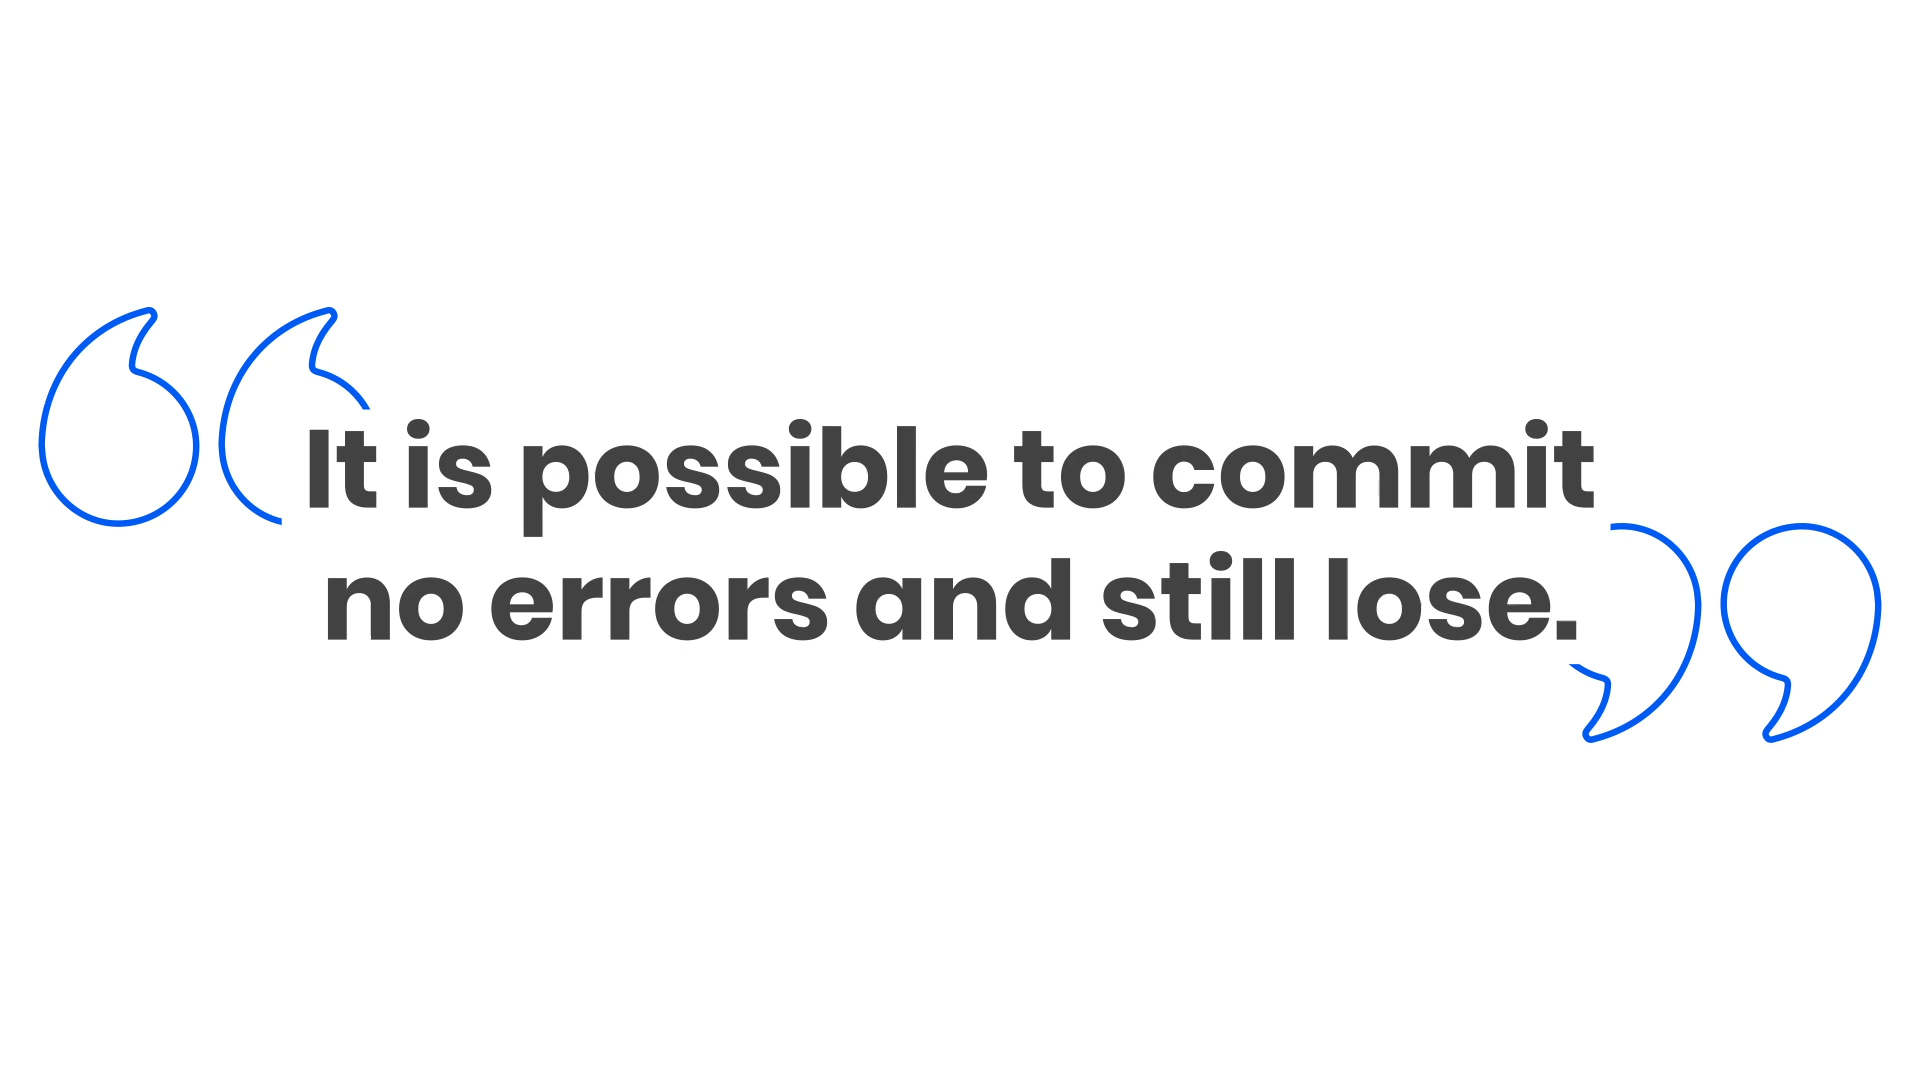 It is possible to commit
no errors and still lose.